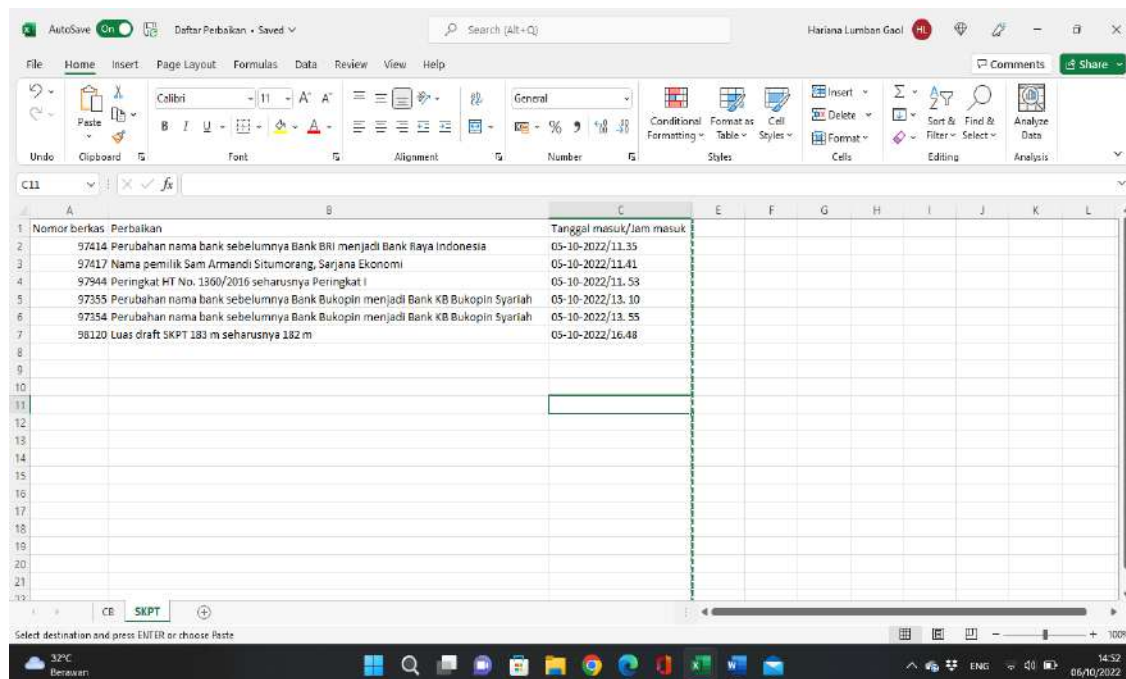 AutoSave On Daftar Perbaikan • Saved Search (Alt+Q) Hariana Lumban Gaol HL
File Home Insert Page Layout Formulas Data Review View Help Comments Share
Paste Calibri 11 A^ A˅ General Conditional Formatting Format as Table Cell Styles Insert Delete Format Sort & Filter Find & Select Analyze Data
B I U A % 9
Undo Clipboard Font Alignment Number Styles Cells Editing Analysis
C11 fx
A B C E F G H I J K L
1 Nomor berkas Perbaikan Tanggal masuk/Jam masuk
2 97414 Perubahan nama bank sebelumnya Bank BRI menjadi Bank Raya Indonesia 05-10-2022/11.35
3 97417 Nama pemilik Sam Armandi Situmorang, Sarjana Ekonomi 05-10-2022/11.41
4 97944 Peringkat HT No. 1360/2016 seharusnya Peringkat I 05-10-2022/11. 53
5 97355 Perubahan nama bank sebelumnya Bank Bukopin menjadi Bank KB Bukopin Syariah 05-10-2022/13. 10
6 97354 Perubahan nama bank sebelumnya Bank Bukopin menjadi Bank KB Bukopin Syariah 05-10-2022/13. 55
7 98120 Luas draft SKPT 183 m seharusnya 182 m 05-10-2022/16.48
8
9
10
11
12
13
14
15
16
17
18
19
20
21
22
CB SKPT
Select destination and press ENTER or choose Paste 100%
32°C
Berawan ENG 14:52
06/10/2022